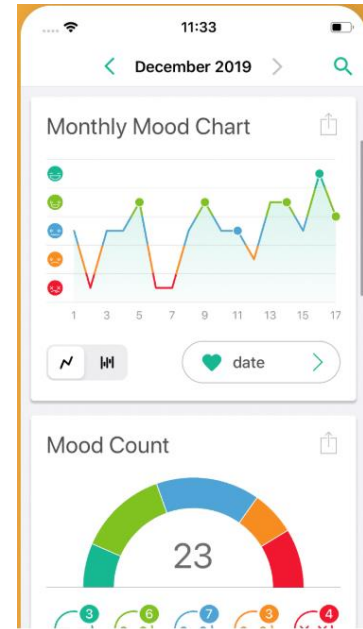 11:33
December 2019
Monthly Mood Chart
1 3 5 7 9 11 13 15 17
date
Mood Count
23
3 6 7 3 4